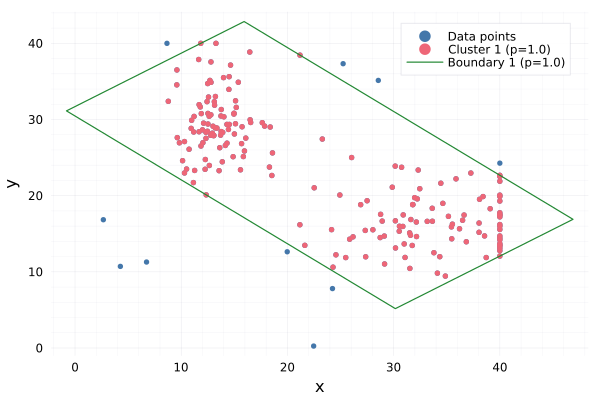 Data points
Cluster 1 (p=1.0)
Boundary 1 (p=1.0)
40
30
20
10
0
y
0 10 20 30 40
x